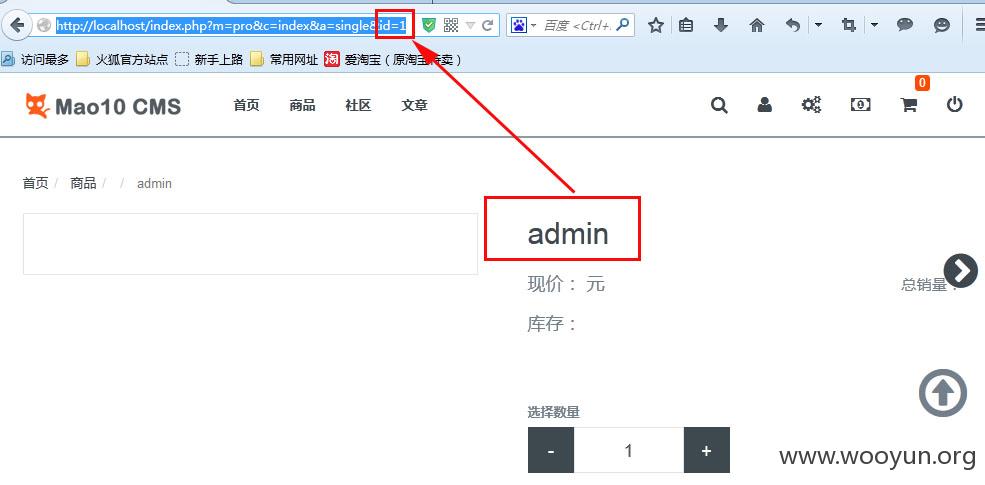 http://localhost/index.php?m=pro&c=index&a=single&id=1
百度 <Ctrl+.
访问最多 火狐官方站点 新手上路 常用网址 淘 爱淘宝（原淘宝特卖）
Mao10 CMS 首页 商品 社区 文章 0
首页 / 商品 / / admin
admin
现价： 元 总销量：
库存：
选择数量
- 1 +
www.wooyun.org